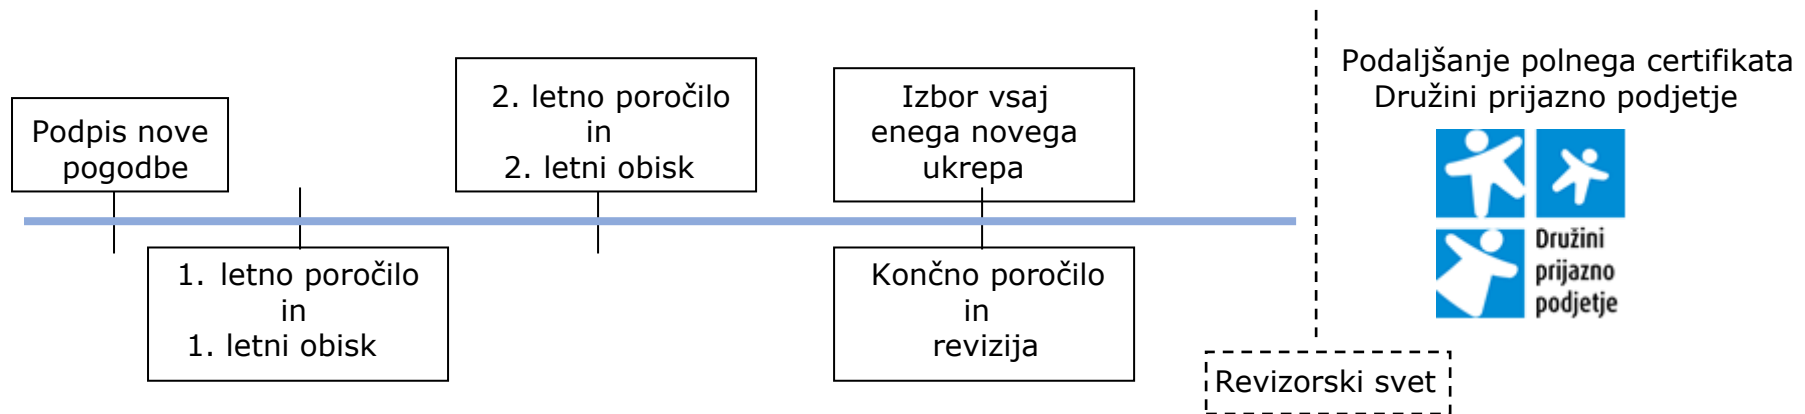 Podpis nove
pogodbe
1. letno poročilo
in
1. letni obisk
2. letno poročilo
in
2. letni obisk
Izbor vsaj
enega novega
ukrepa
Končno poročilo
in
revizija
Revizorski svet
Podaljšanje polnega certifikata
Družini prijazno podjetje
Družini
prijazno
podjetje